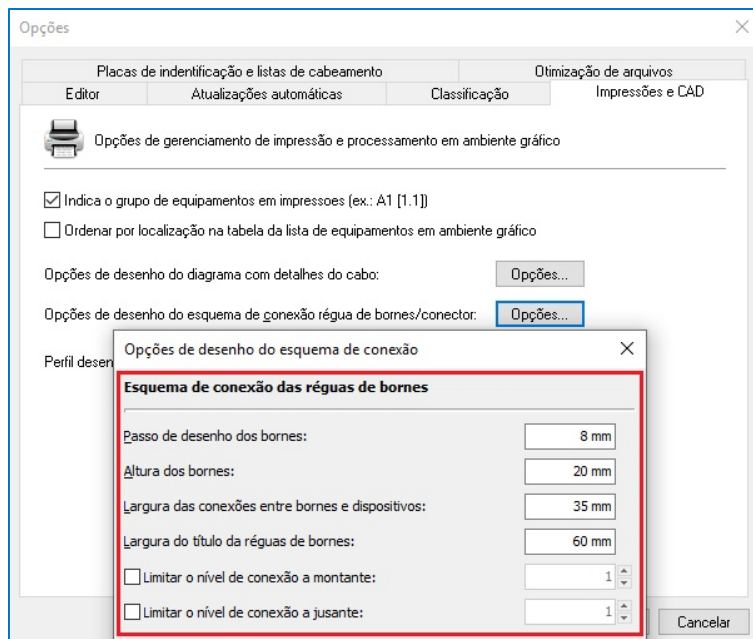 Opções
Placas de indentificação e listas de cabeamento Otimização de arquivos
Editor Atualizações automáticas Classificação Impressões e CAD
Opções de gerenciamento de impressão e processamento em ambiente gráfico
Indica o grupo de equipamentos em impressoes (ex.: A1 [1.1])
Ordenar por localização na tabela da lista de equipamentos em ambiente gráfico
Opções de desenho do diagrama com detalhes do cabo: Opções...
Opções de desenho do esquema de conexão régua de bornes/conector: Opções...
Perfil desen
Opções de desenho do esquema de conexão
Esquema de conexão das réguas de bornes
Passo de desenho dos bornes: 8 mm
Altura dos bornes: 20 mm
Largura das conexões entre bornes e dispositivos: 35 mm
Largura do título da réguas de bornes: 60 mm
Limitar o nível de conexão a montante: 1
Limitar o nível de conexão a jusante: 1
Cancelar